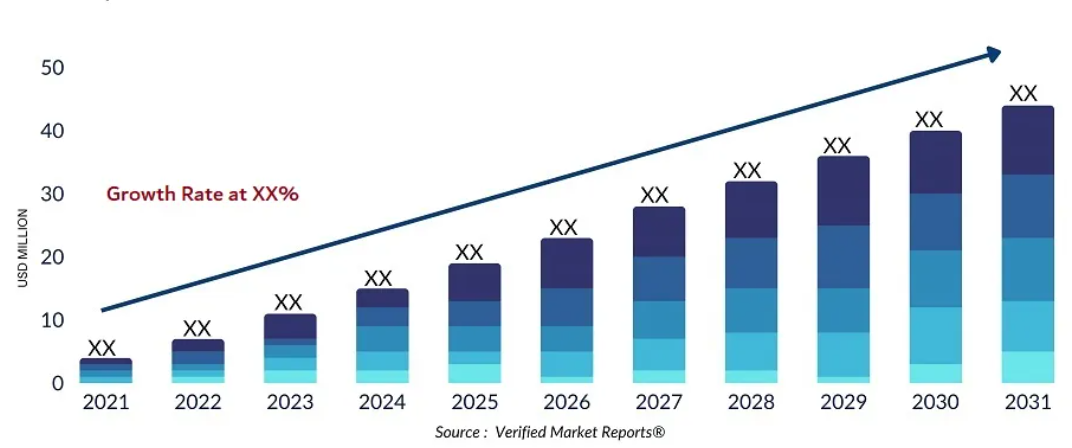 50
40
30
20
10
0
USD MILLION
Growth Rate at XX%
XX
XX
XX
XX
XX
XX
XX
XX
XX
XX
XX
2021 2022 2023 2024 2025 2026 2027 2028 2029 2030 2031
Source : Verified Market Reports®